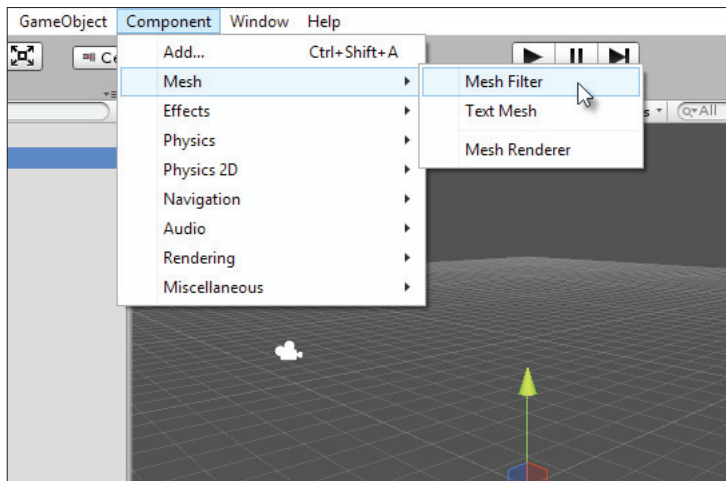 GameObject Component Window Help
Add... Ctrl+Shift+A
Mesh
Effects
Physics
Physics 2D
Navigation
Audio
Rendering
Miscellaneous
Mesh Filter
Text Mesh
Mesh Renderer
All